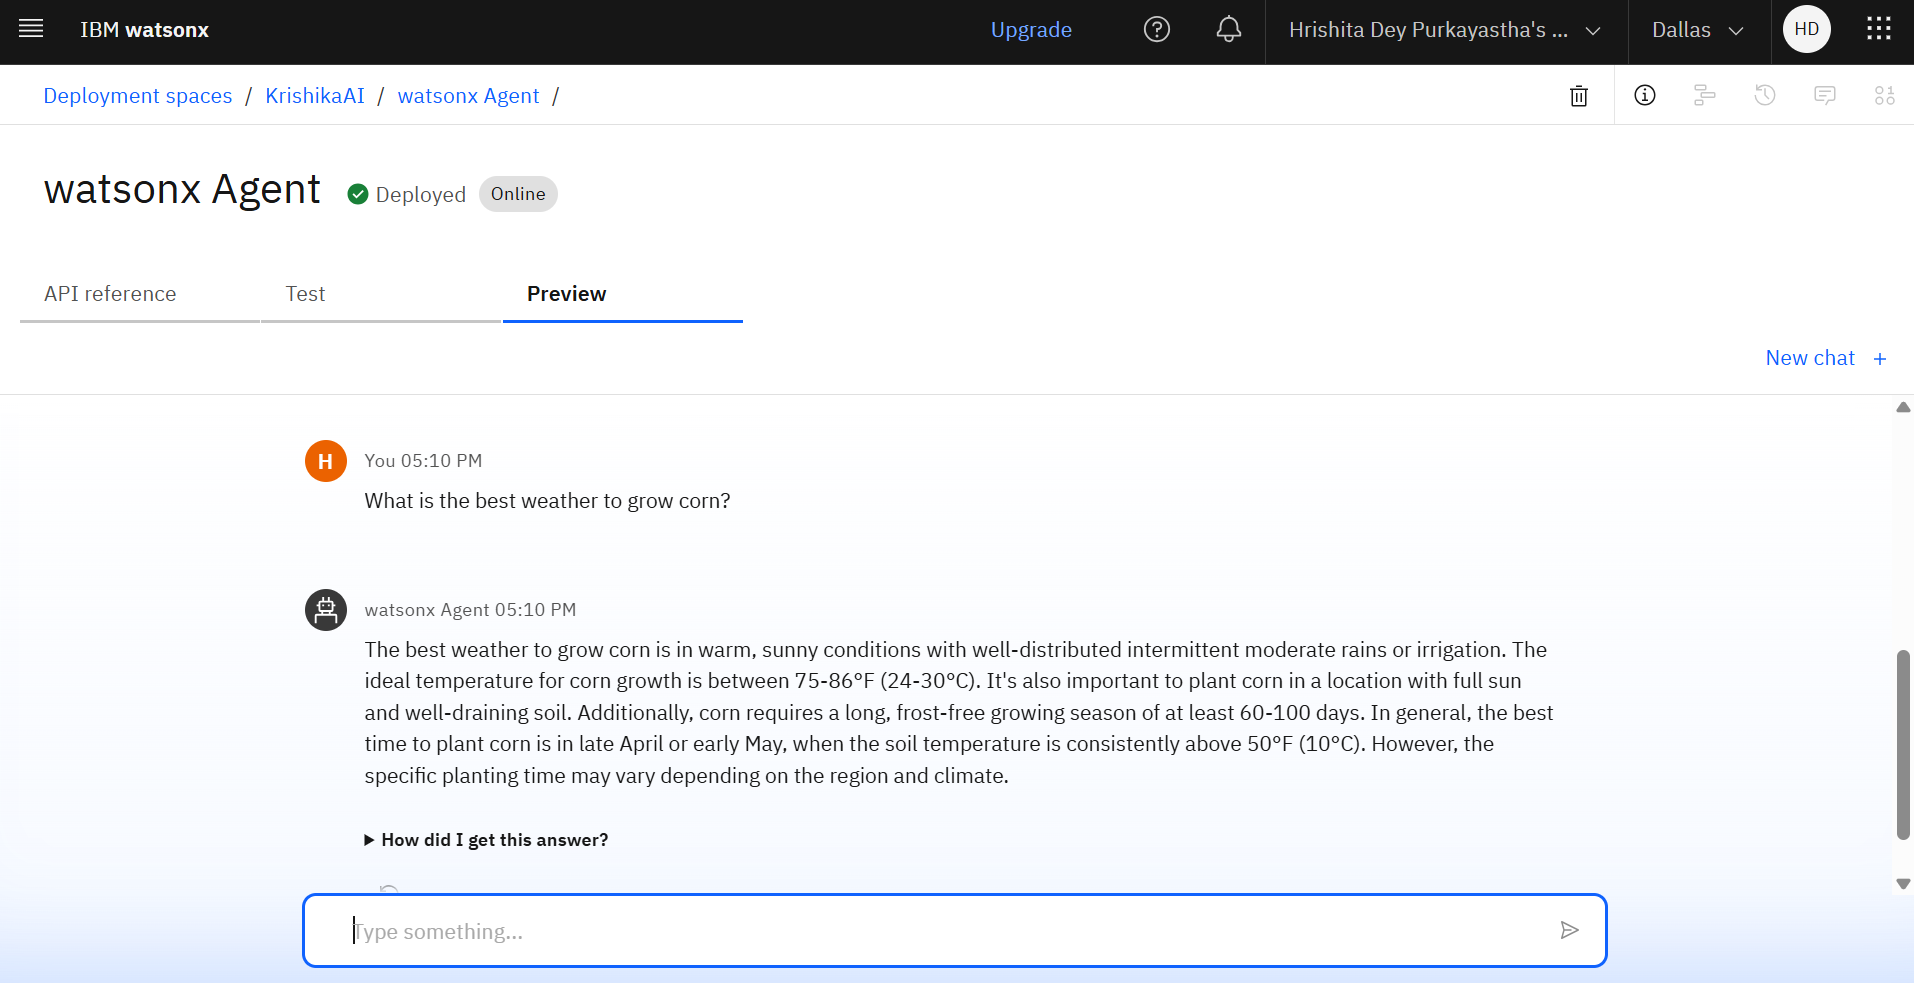 IBM watsonx
Upgrade
Hrishita Dey Purkayastha's ...
Dallas
HD
Deployment spaces / KrishikaAI / watsonx Agent /
watsonx Agent
Deployed
Online
API reference
Test
Preview
New chat +
H
You 05:10 PM
What is the best weather to grow corn?
watsonx Agent 05:10 PM
The best weather to grow corn is in warm, sunny conditions with well-distributed intermittent moderate rains or irrigation. The
ideal temperature for corn growth is between 75-86°F (24-30°C). It's also important to plant corn in a location with full sun
and well-draining soil. Additionally, corn requires a long, frost-free growing season of at least 60-100 days. In general, the best
time to plant corn is in late April or early May, when the soil temperature is consistently above 50°F (10°C). However, the
specific planting time may vary depending on the region and climate.
How did I get this answer?
Type something...